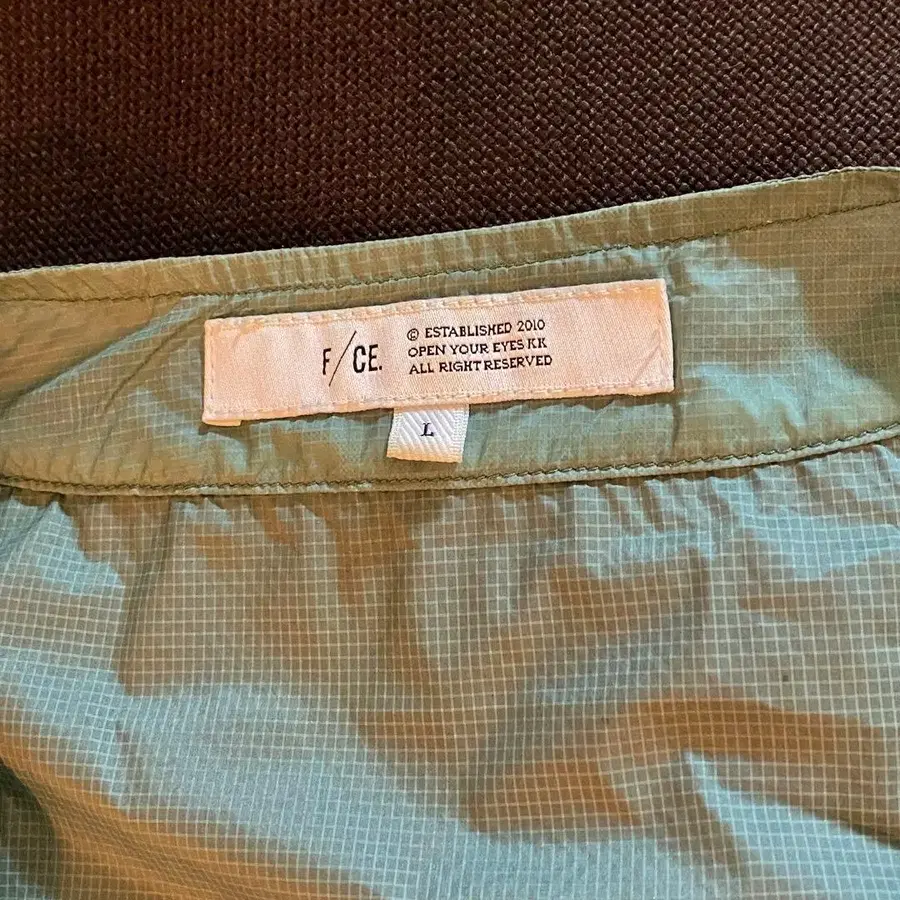 F/CE.
© ESTABLISHED 2010
OPEN YOUR EYES KK
ALL RIGHT RESERVED
L